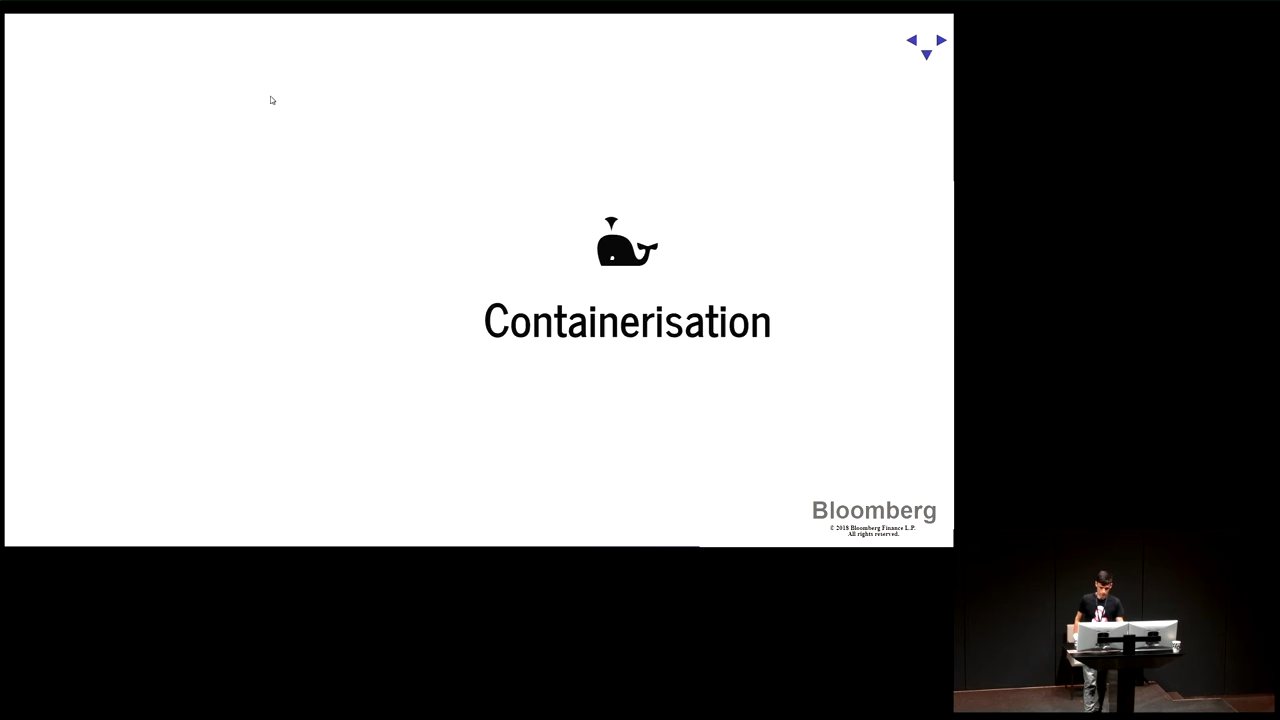 Containerisation
Bloomberg
© 2018 Bloomberg Finance L.P.
All rights reserved.